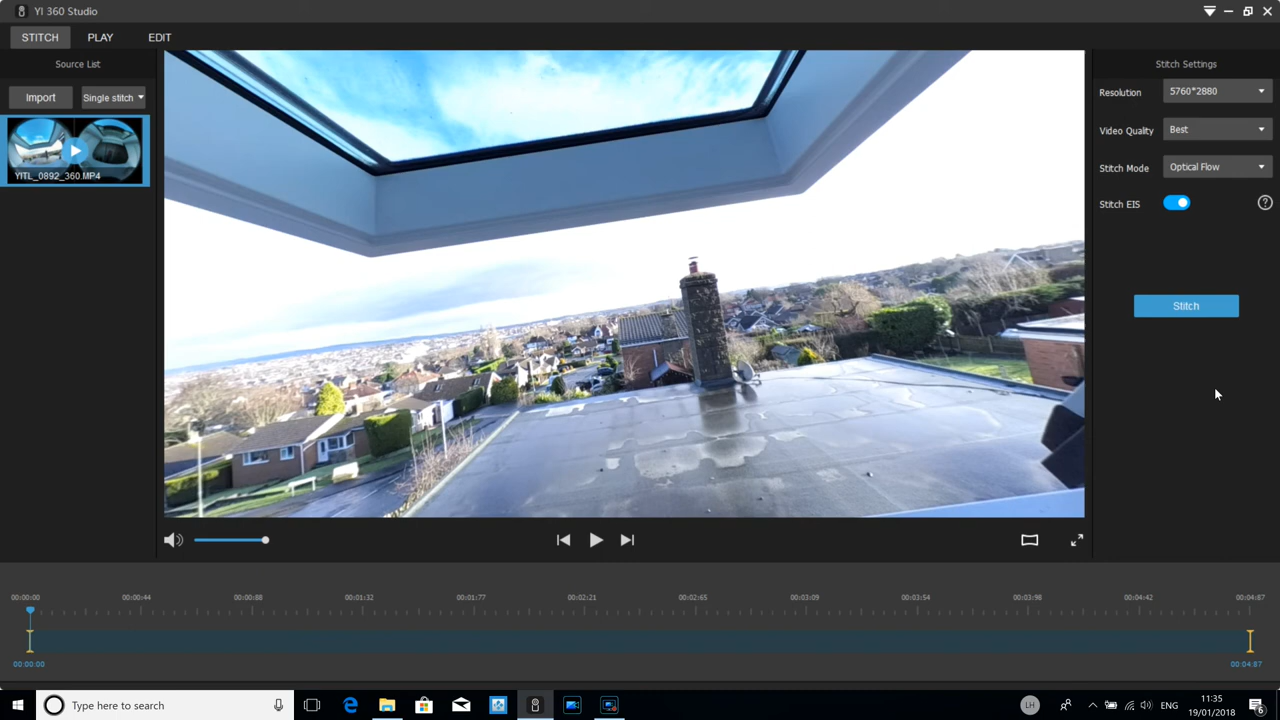 YI 360 Studio
STITCH PLAY EDIT
Source List
Import Single stitch
YITL_0892_360.MP4
Stitch Settings
Resolution 5760*2880
Video Quality Best
Stitch Mode Optical Flow
Stitch EIS ?
Stitch
00:00:00 00:00:44 00:00:88 00:01:32 00:01:77 00:02:21 00:02:65 00:03:09 00:03:54 00:03:98 00:04:42 00:04:87
00:00:00 00:04:87
Type here to search
LH ENG 11:35
19/01/2018 6